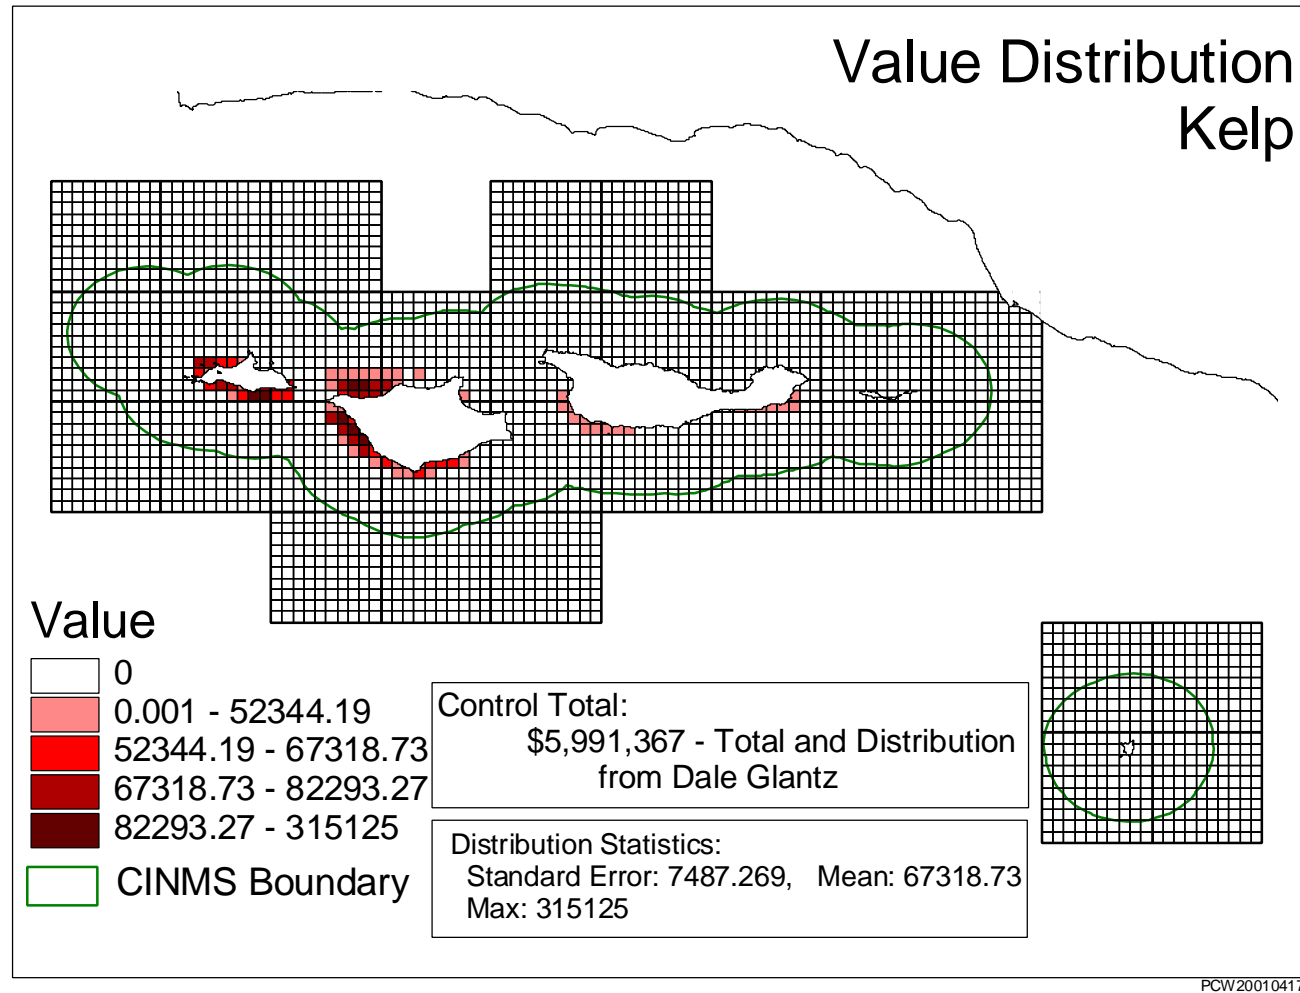 Value Distribution
Kelp
Value
0
0.001 - 52344.19
52344.19 - 67318.73
67318.73 - 82293.27
82293.27 - 315125
CINMS Boundary
Control Total:
$5,991,367 - Total and Distribution
from Dale Glantz
Distribution Statistics:
Standard Error: 7487.269, Mean: 67318.73
Max: 315125
PCW20010417